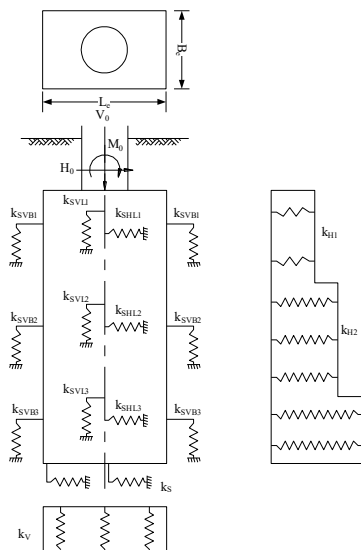 B_e
L_e
V_0
M_0
H_0
k_SVL1
k_SVB1
k_SHL1
k_SVB1
k_H1
k_SVL2
k_SVB2
k_SHL2
k_SVB2
k_H2
k_SVL3
k_SVB3
k_SHL3
k_SVB3
k_S
k_V